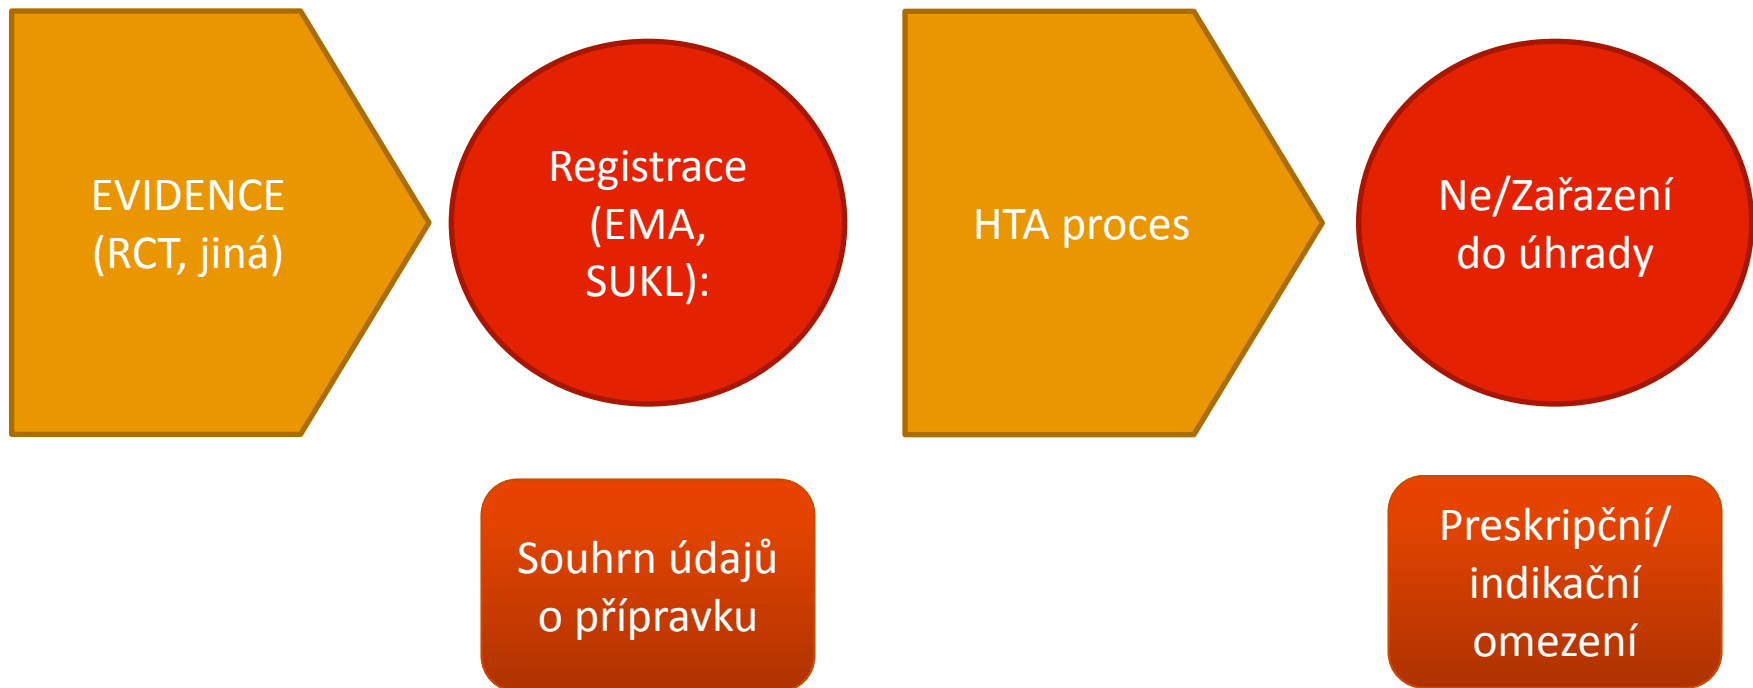 EVIDENCE
(RCT, jiná)
Registrace
(EMA,
SUKL):
HTA proces
Ne/Zařazení
do úhrady
Souhrn údajů
o přípravku
Preskripční/
indikační
omezení